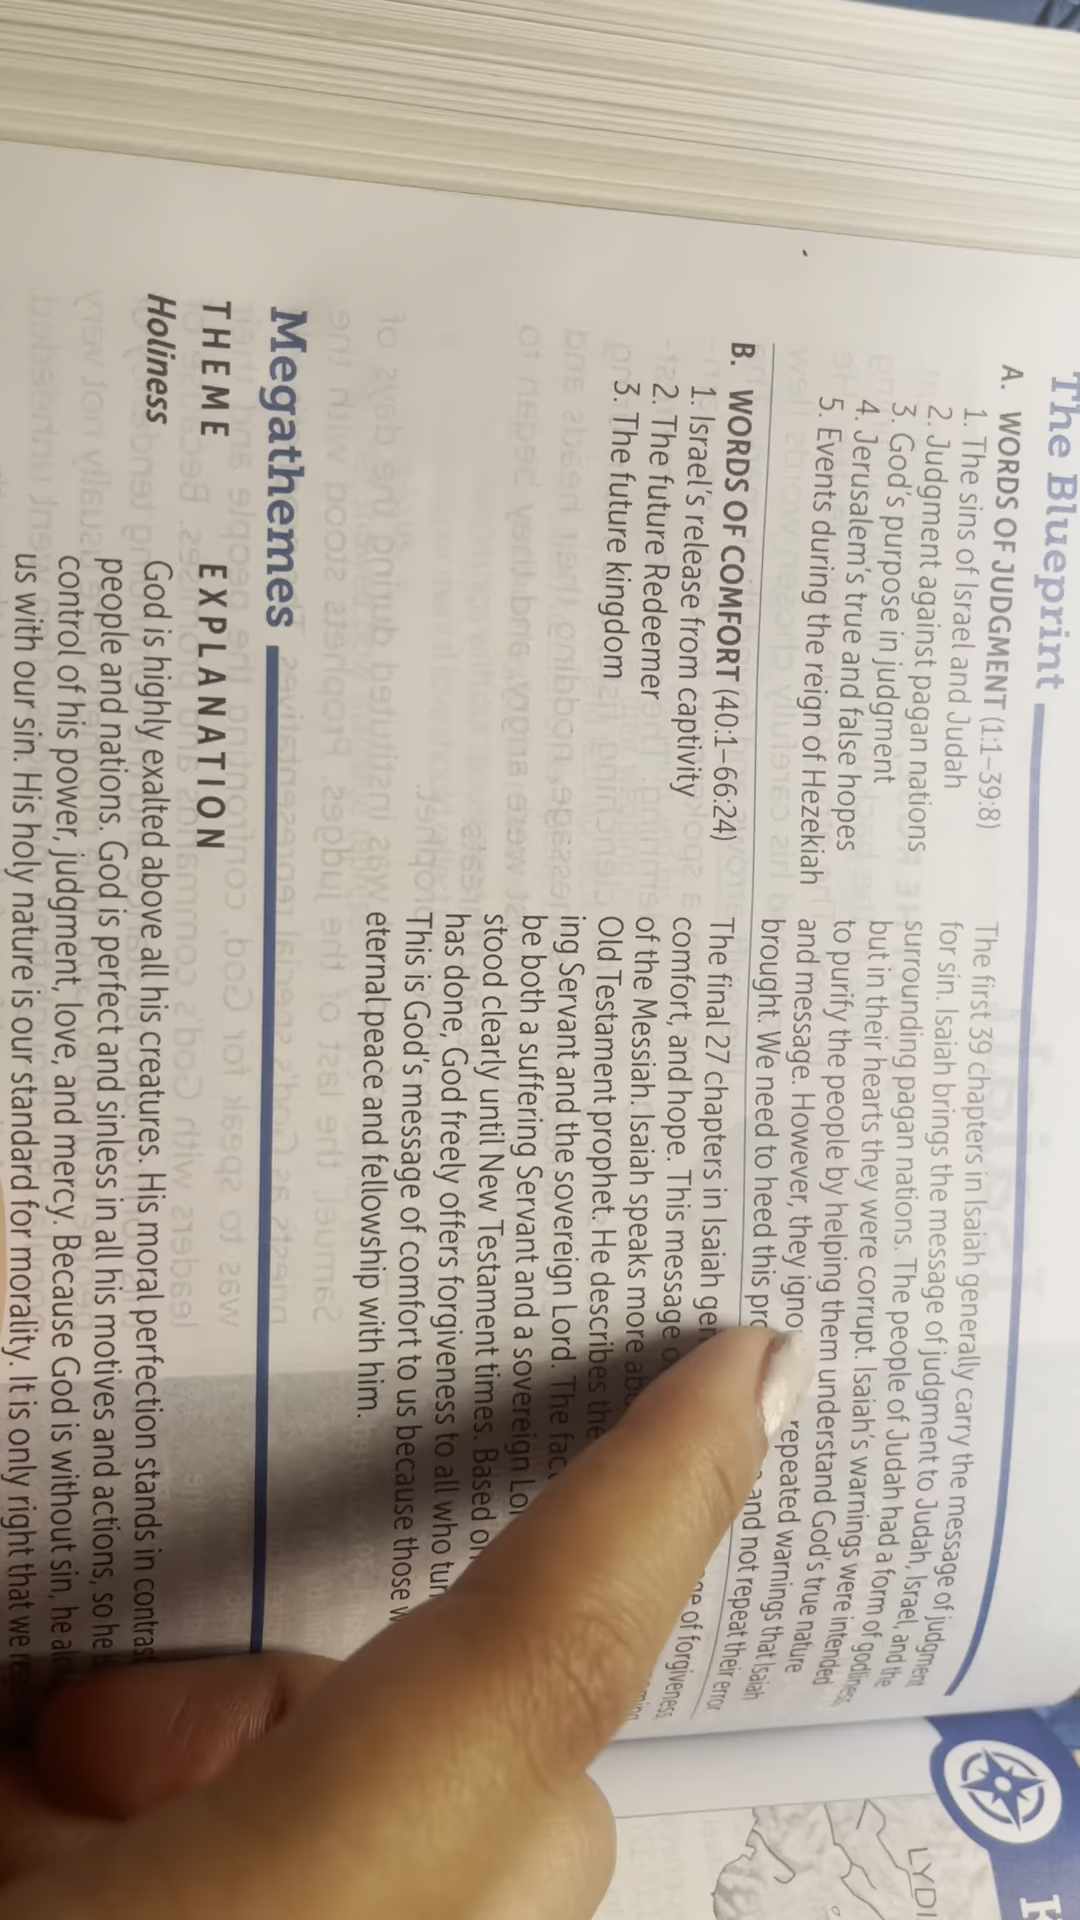 The Blueprint
A. WORDS OF JUDGMENT (1:1–39:8)
1. The sins of Israel and Judah
2. Judgment against pagan nations
3. God's purpose in judgment
4. Jerusalem's true and false hopes
5. Events during the reign of Hezekiah
The first 39 chapters in Isaiah generally carry the message of judgment
for sin. Isaiah brings the message of judgment to Judah, Israel, and the
surrounding pagan nations. The people of Judah had a form of godliness,
but in their hearts they were corrupt. Isaiah's warnings were intended
to purify the people by helping them understand God's true nature
and message. However, they repeated warnings that Isaiah
brought. We need to heed this and not repeat their error
B. WORDS OF COMFORT (40:1–66:24)
1. Israel's release from captivity
2. The future Redeemer
3. The future kingdom
The final 27 chapters in Isaiah of forgiveness,
comfort, and hope. This message
of the Messiah. Isaiah speaks more
Old Testament prophet. He describes the
ing Servant and the sovereign Lord. The
be both a suffering Servant and a sovereign
stood clearly until New Testament times. Based
has done, God freely offers forgiveness to all who
This is God's message of comfort to us because those
eternal peace and fellowship with him.
Megathemes
THEME EXPLANATION
Holiness God is highly exalted above all his creatures. His moral perfection stands in
people and nations. God is perfect and sinless in all his motives and actions, so he
control of his power, judgment, love, and mercy. Because God is without sin, he
us with our sin. His holy nature is our standard for morality. It is only right that we
LYDI